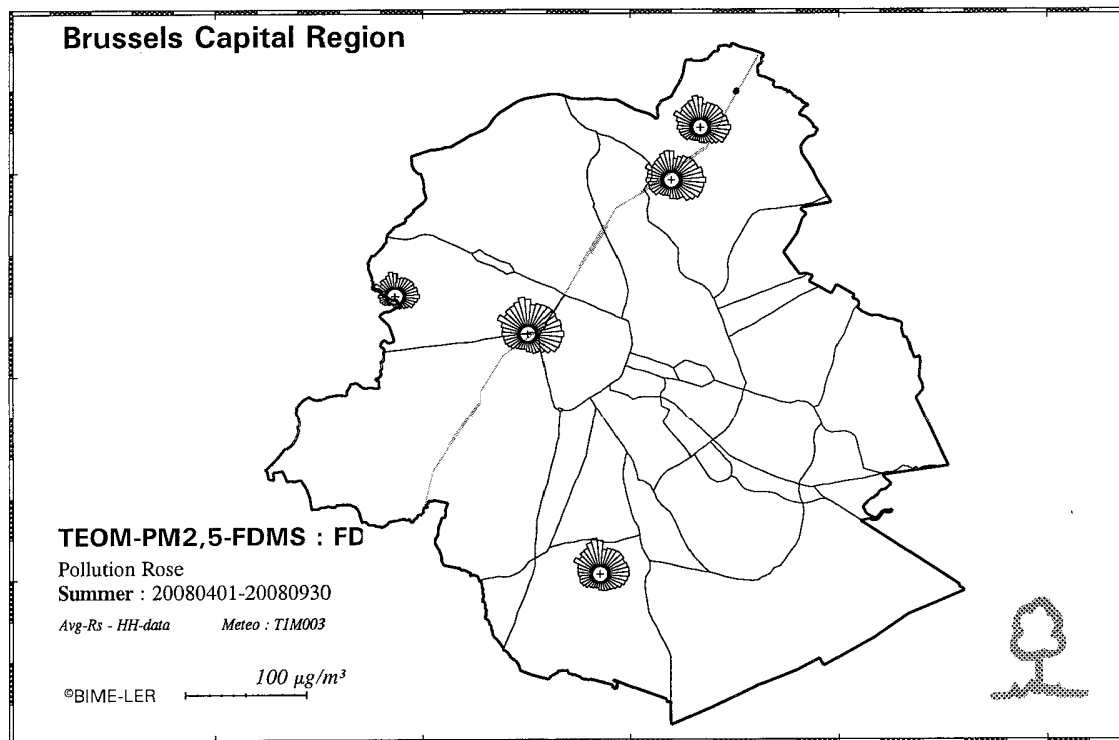 Brussels Capital Region
TEOM-PM2,5-FDMS : FD
Pollution Rose
Summer : 20080401-20080930
Avg-Rs - HH-data Meteo : T1M003
100 µg/m³
©BIME-LER